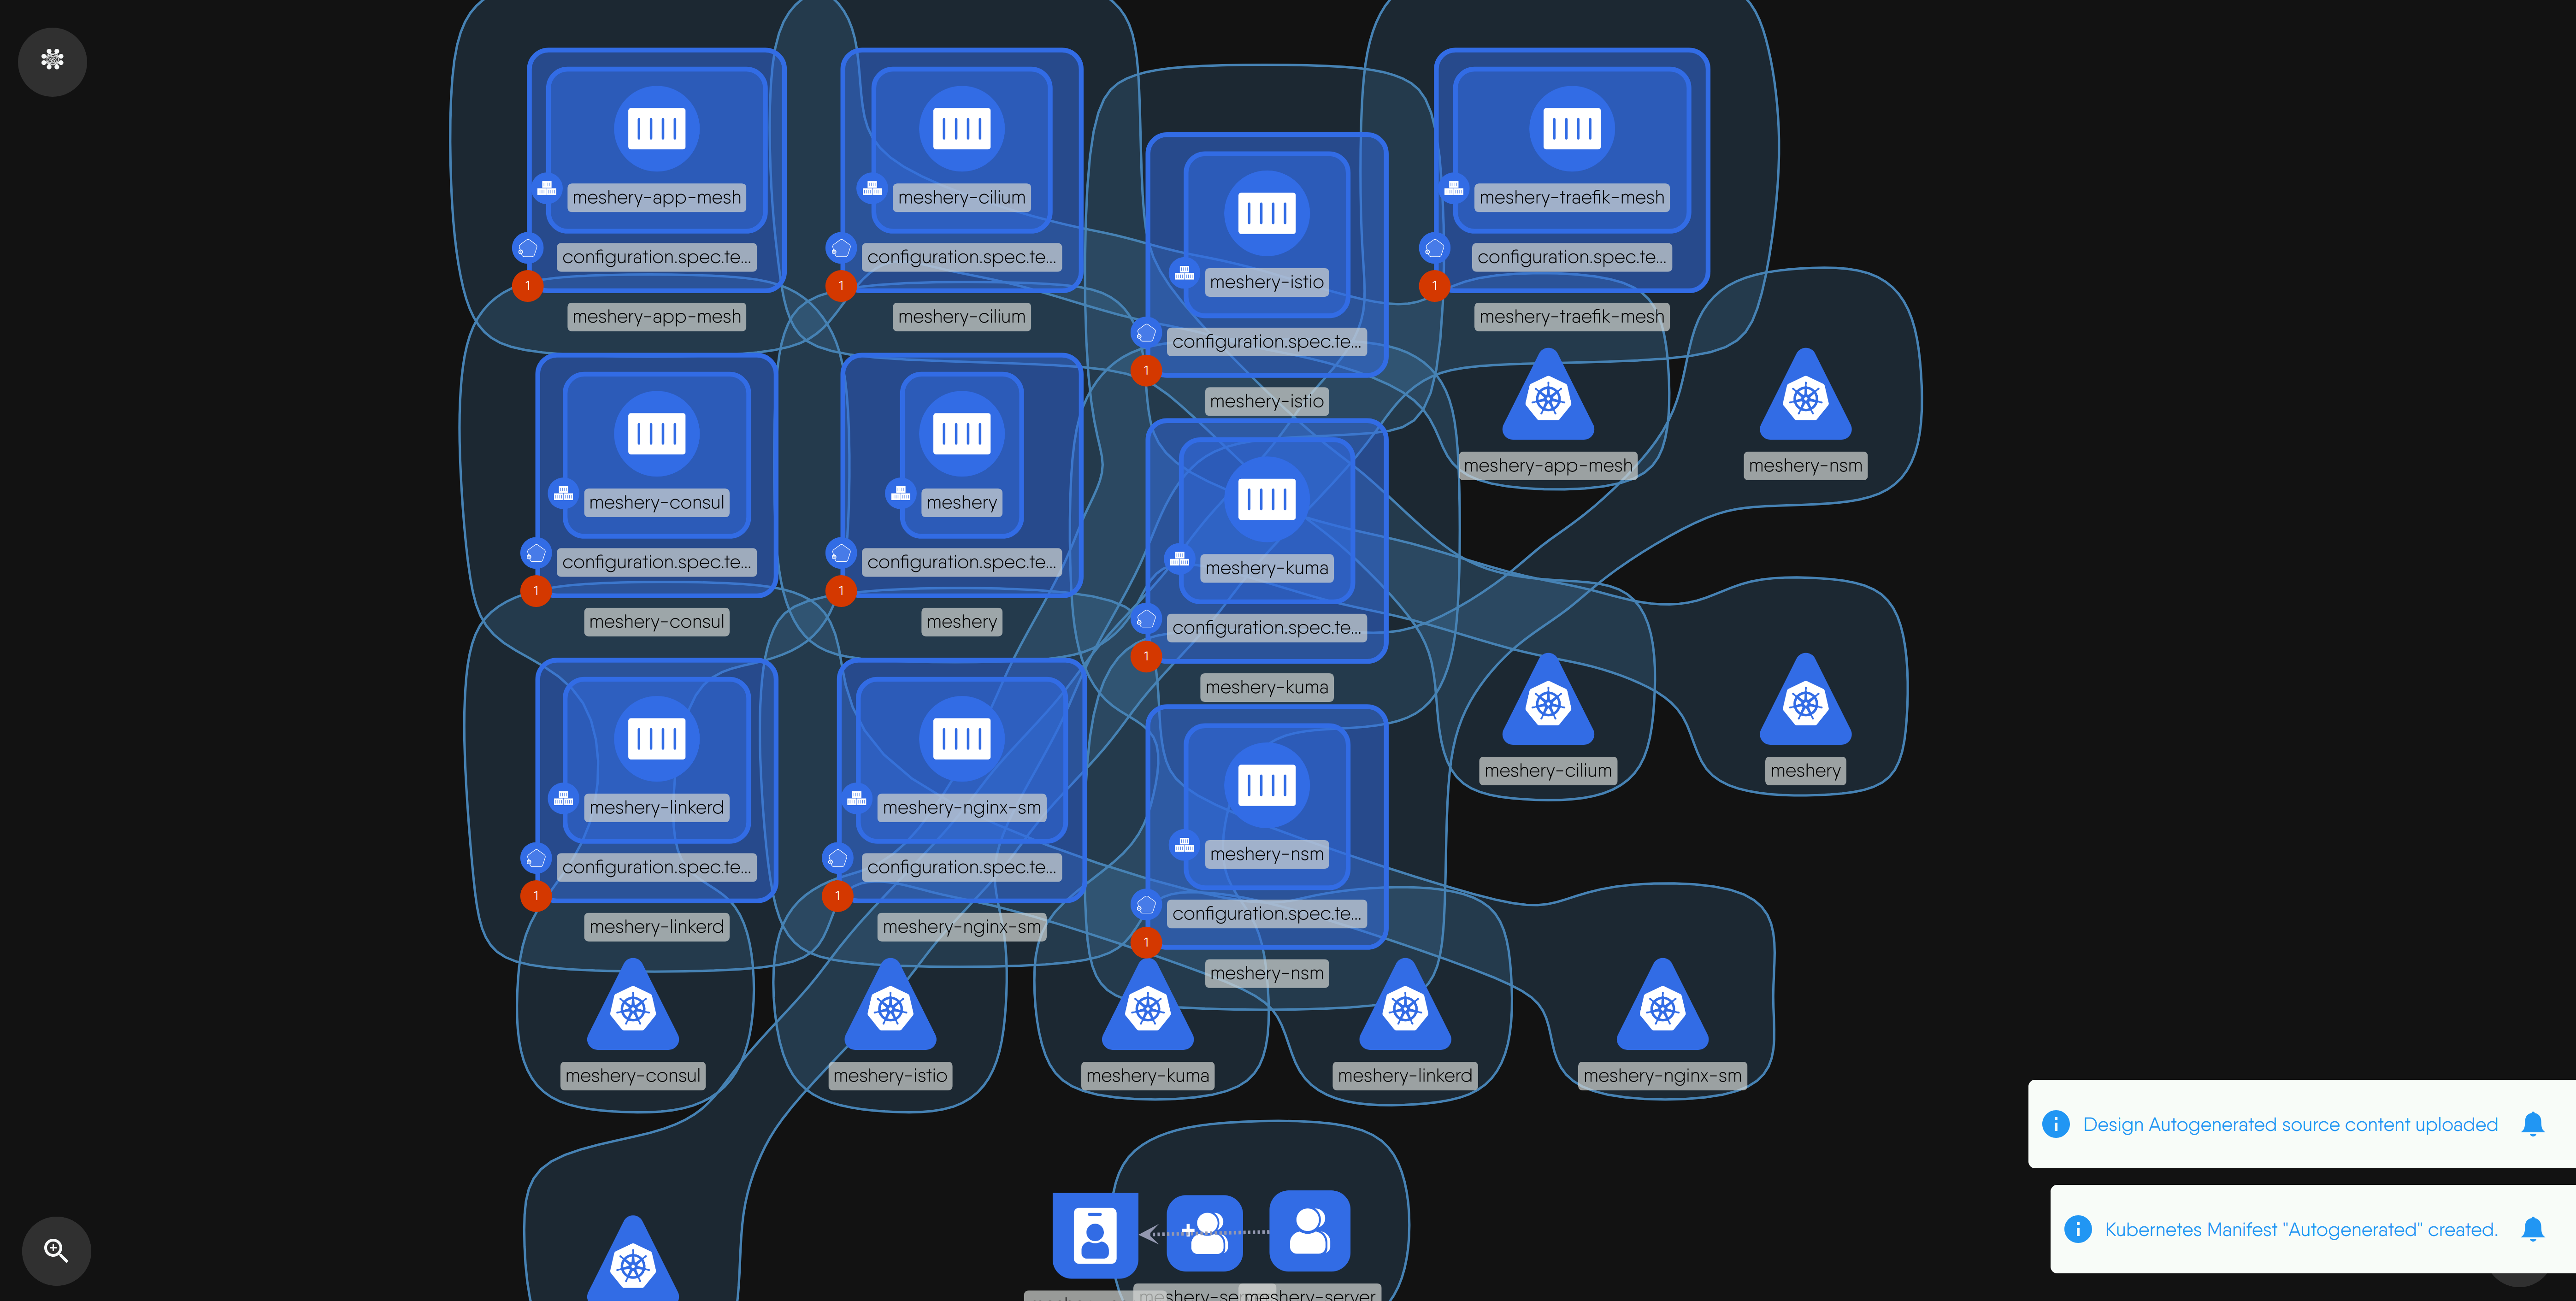 meshery-app-mesh
configuration.spec.te...
1
meshery-app-mesh
meshery-cilium
configuration.spec.te...
1
meshery-cilium
meshery-istio
configuration.spec.te...
1
meshery-istio
meshery-traefik-mesh
configuration.spec.te...
1
meshery-traefik-mesh
meshery-consul
configuration.spec.te...
1
meshery-consul
meshery
configuration.spec.te...
1
meshery
meshery-kuma
configuration.spec.te...
1
meshery-kuma
meshery-app-mesh
meshery-nsm
meshery-linkerd
configuration.spec.te...
1
meshery-linkerd
meshery-nginx-sm
configuration.spec.te...
1
meshery-nginx-sm
meshery-nsm
configuration.spec.te...
1
meshery-nsm
meshery-cilium
meshery
meshery-consul
meshery-istio
meshery-kuma
meshery-linkerd
meshery-nginx-sm
meshery-server
Design Autogenerated source content uploaded
Kubernetes Manifest "Autogenerated" created.